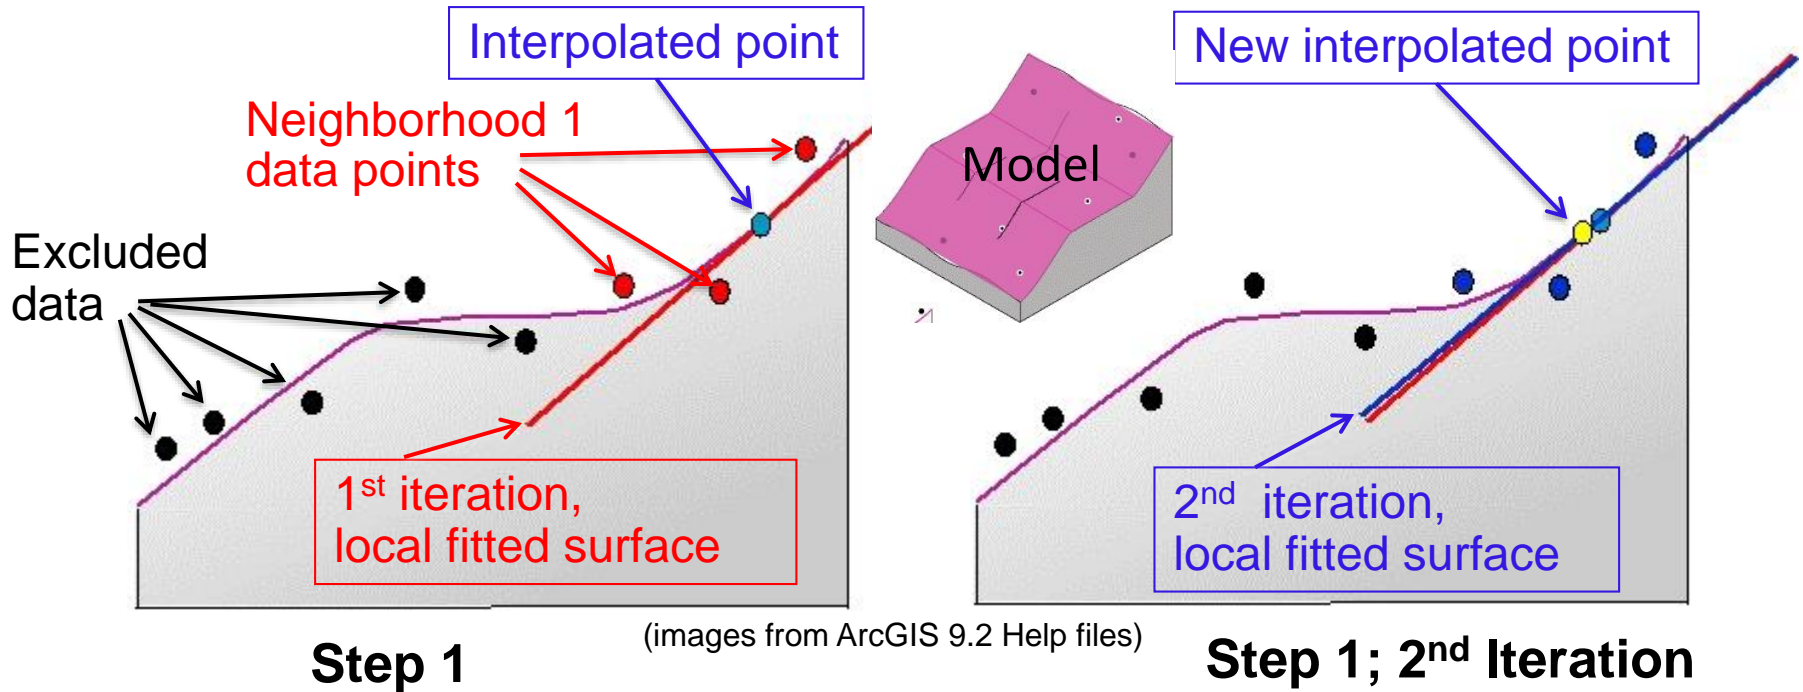 Interpolated point
New interpolated point
Neighborhood 1
data points
Model
Excluded
data
1st iteration,
local fitted surface
2nd iteration,
local fitted surface
(images from ArcGIS 9.2 Help files)
Step 1
Step 1; 2nd Iteration